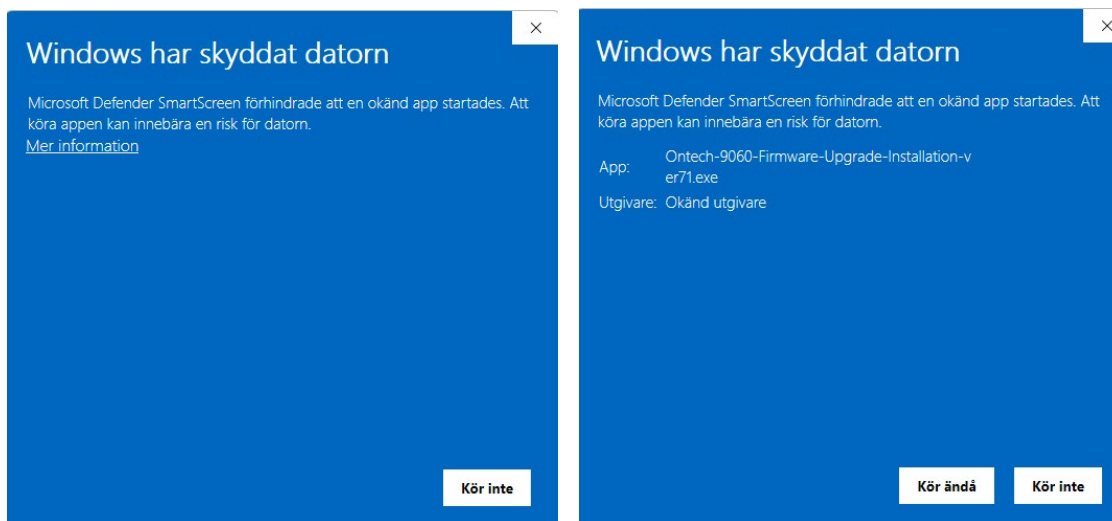 Windows har skyddat datorn
Microsoft Defender SmartScreen förhindrade att en okänd app startades. Att
köra appen kan innebära en risk för datorn.
Mer information
Kör inte
Windows har skyddat datorn
Microsoft Defender SmartScreen förhindrade att en okänd app startades. Att
köra appen kan innebära en risk för datorn.
App: Ontech-9060-Firmware-Upgrade-Installation-v
er71.exe
Utgivare: Okänd utgivare
Kör ändå Kör inte